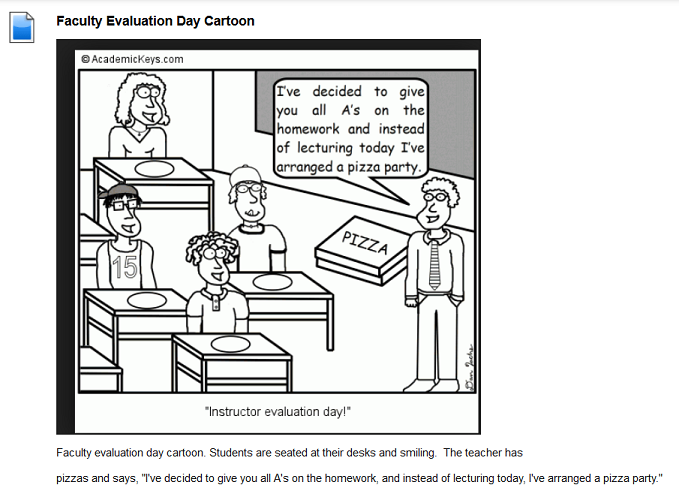 Faculty Evaluation Day Cartoon
©AcademicKeys.com
I've decided to give
you all A's on the
homework and instead
of lecturing today I've
arranged a pizza party.
PIZZA
15
"Instructor evaluation day!"
Faculty evaluation day cartoon. Students are seated at their desks and smiling. The teacher has
pizzas and says, "I've decided to give you all A's on the homework, and instead of lecturing today, I've arranged a pizza party."